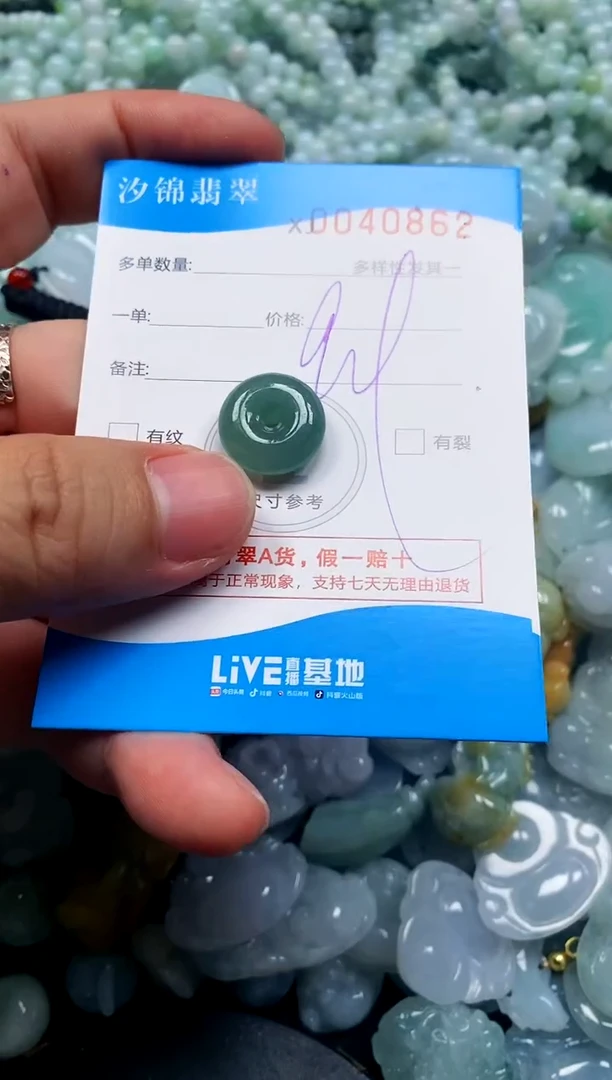 汐锦翡翠
x0040862
多单数量:
多样性发其一
一单: 价格:
备注:
有纹 有裂
尺寸参考
翠A货，假一赔十
于正常现象，支持七天无理由退货
LiVE直播基地
今日头条 抖音 西瓜视频 抖音火山版